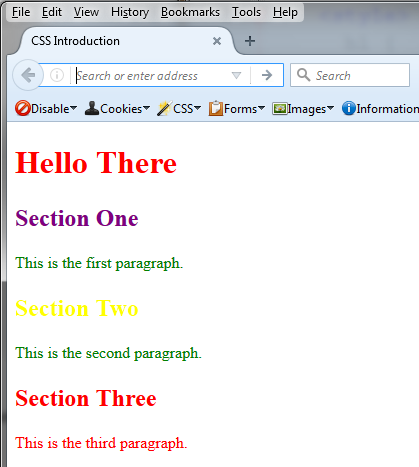 File Edit View History Bookmarks Tools Help
CSS Introduction
Search or enter address Search
Disable Cookies CSS Forms Images Information
Hello There
Section One
This is the first paragraph.
Section Two
This is the second paragraph.
Section Three
This is the third paragraph.